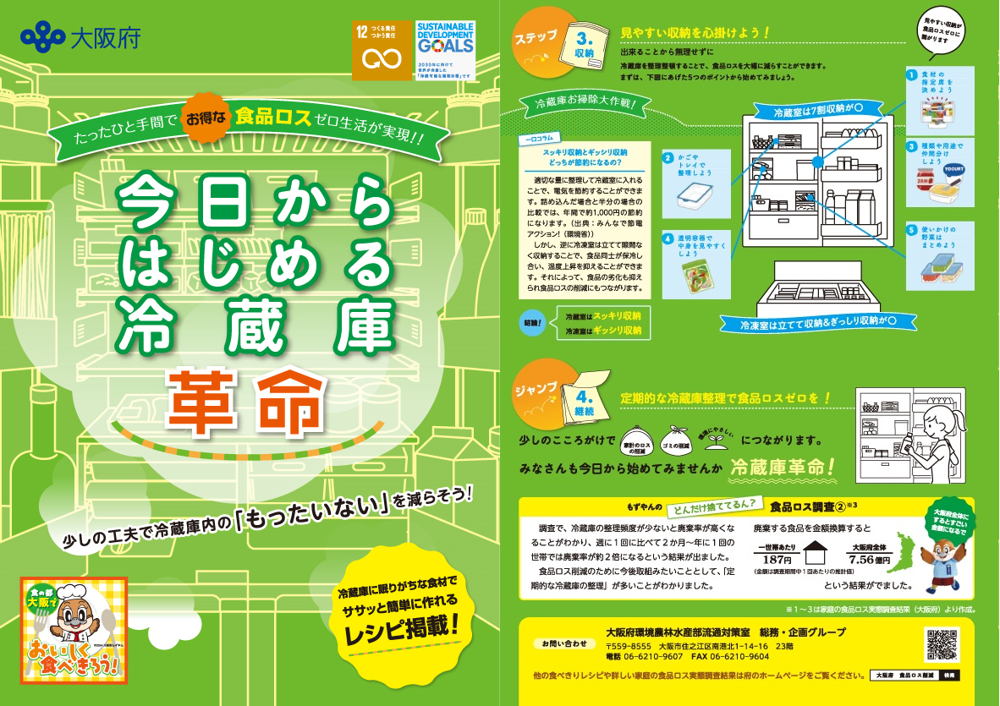 大阪府
12 つくる責任
つかう責任
SUSTAINABLE
DEVELOPMENT
GOALS
2030年に向けて
世界が合意した
「持続可能な開発目標」です
たったひと手間で お得な 食品ロスゼロ生活が実現!!
今日から
はじめる
冷蔵庫
革命
少しの工夫で冷蔵庫内の「もったいない」を減らそう!
冷蔵庫に眠りがちな食材で
ササッと簡単に作れる
レシピ掲載!
食の都
大阪で
おいしく
食べきろう!
ステップ
3.
収納
見やすい収納を心掛けよう!
出来ることから無理せずに
冷蔵庫を整理整頓することで、食品ロスを大幅に減らすことができます。
まずは、下図にあげた5つのポイントから始めてみましょう。
見やすい収納が
食品ロスゼロに
繋がります
冷蔵庫お掃除大作戦!
一口コラム
スッキリ収納とギッシリ収納
どっちが節約になるの?
適切な量に整理して冷蔵室に入れる
ことで、電気を節約することができま
す。詰め込んだ場合と半分の場合の
比較では、年間で約1,000円の節約
になります。(出典:みんなで節電
アクション!(環境省))
しかし、逆に冷凍室は立てて隙間な
く収納することで、食品同士が保冷し
合い、温度上昇を抑えることができま
す。それによって、食品の劣化も抑え
られ食品ロスの削減にもつながります。
結論!
冷蔵室はスッキリ収納
冷凍室はギッシリ収納
冷蔵室は7割収納が〇
1 食材の
指定席を
決めよう
2 かごや
トレイで
整理しよう
3 種類や用途で
仲間分け
しよう
JAM
YOGURT
4 透明容器で
中身を見やすく
しよう
5 使いかけの
野菜は
まとめよう
冷凍室は立てて収納&ぎっしり収納が〇
ジャンプ
4.
継続
定期的な冷蔵庫整理で食品ロスゼロを!
少しのこころがけで
家計のロス
の削減
ゴミの削減
環境にやさしい
につながります。
みなさんも今日から始めてみませんか 冷蔵庫革命!
もずやんの どんだけ捨ててるん? 食品ロス調査②※3
調査で、冷蔵庫の整理頻度が少ないと廃棄率が高くな
ることがわかり、週に1回に比べて2か月~年に1回の
世帯では廃棄率が約2倍になるという結果が出ました。
食品ロス削減のために今後取組みたいこととして、「定
期的な冷蔵庫の整理」が多いことがわかりました。
廃棄する食品を金額換算すると
一世帯あたり
187円
大阪府全体
7.56億円
(金額は調査期間中1回あたりの推計値)
という結果がでました。
大阪府全体に
するとすごい
金額になるで
※1~3は家庭の食品ロス実態調査結果(大阪府)より作成。
お問い合わせ
大阪府環境農林水産部流通対策室 総務・企画グループ
〒559-8555 大阪市住之江区南港北1-14-16 23階
電話 06-6210-9607 FAX 06-6210-9604
他の食べきりレシピや詳しい家庭の食品ロス実態調査結果は府のホームページをご覧ください。
大阪府 食品ロス削減 検索